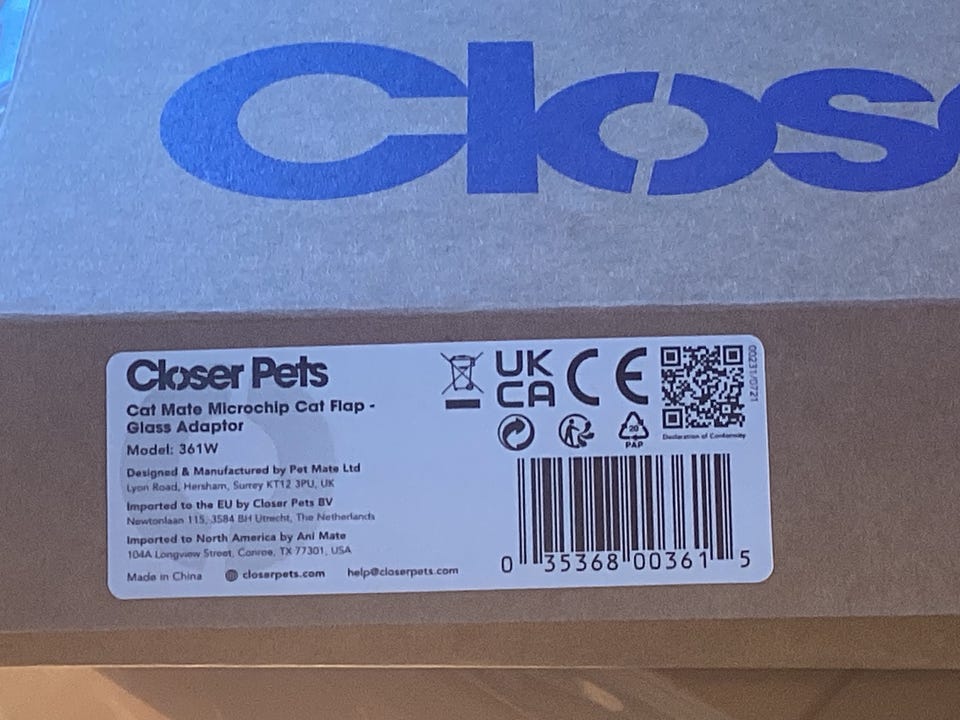 Close
Closer Pets
Cat Mate Microchip Cat Flap -
Glass Adaptor
Model: 361W
Designed & Manufactured by Pet Mate Ltd
Lyon Road, Hersham, Surrey KT12 3PU, UK
Imported to the EU by Closer Pets BV
Newtonlaan 115, 3584 BH Utrecht, The Netherlands
Imported to North America by Ani Mate
104A Longview Street, Conroe, TX 77301, USA
Made in China closerpets.com help@closerpets.com
UK
CA CE
00231/0721
Declaration of Conformity
20
PAP
0 35368 00361 5